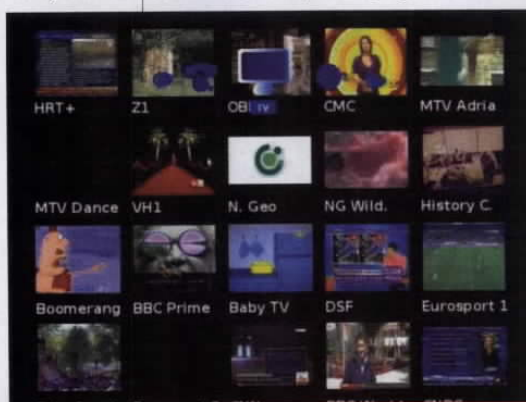 HRT+ Z1 OBI TV CMC MTV Adria
MTV Dance VH1 N. Geo NG Wild. History C.
Boomerang BBC Prime Baby TV DSF Eurosport 1